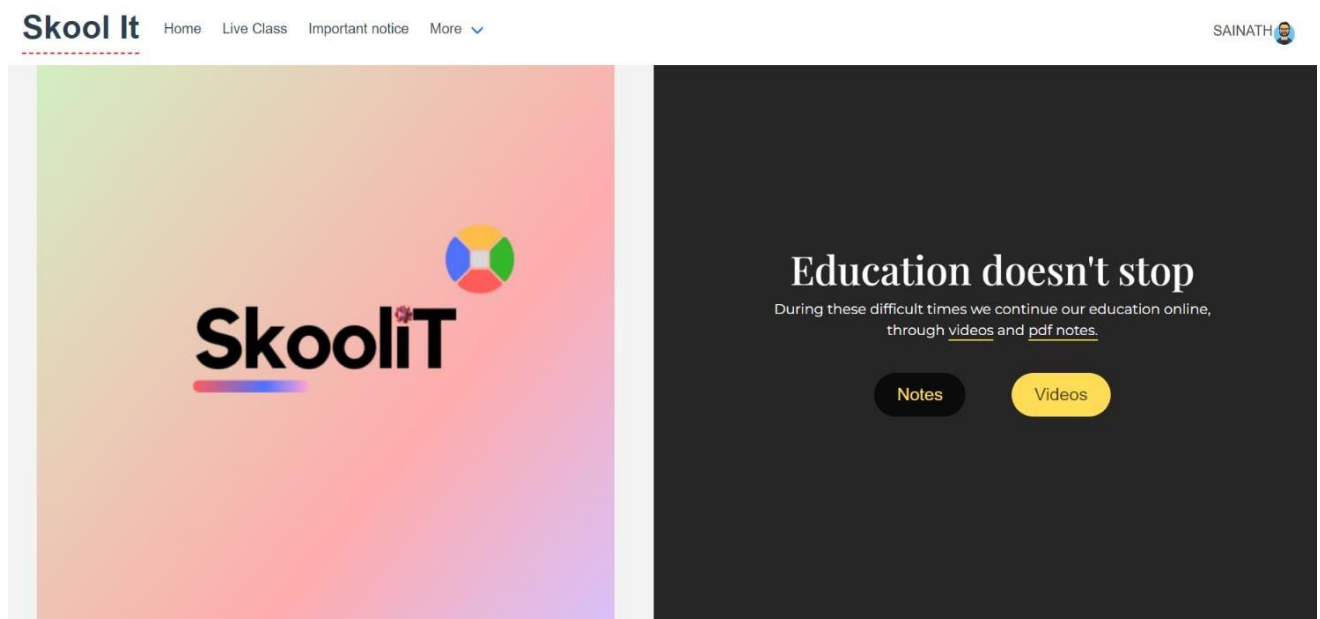 Skool It Home Live Class Important notice More SAINATH
SkooliT
Education doesn't stop
During these difficult times we continue our education online,
through videos and pdf notes.
Notes Videos